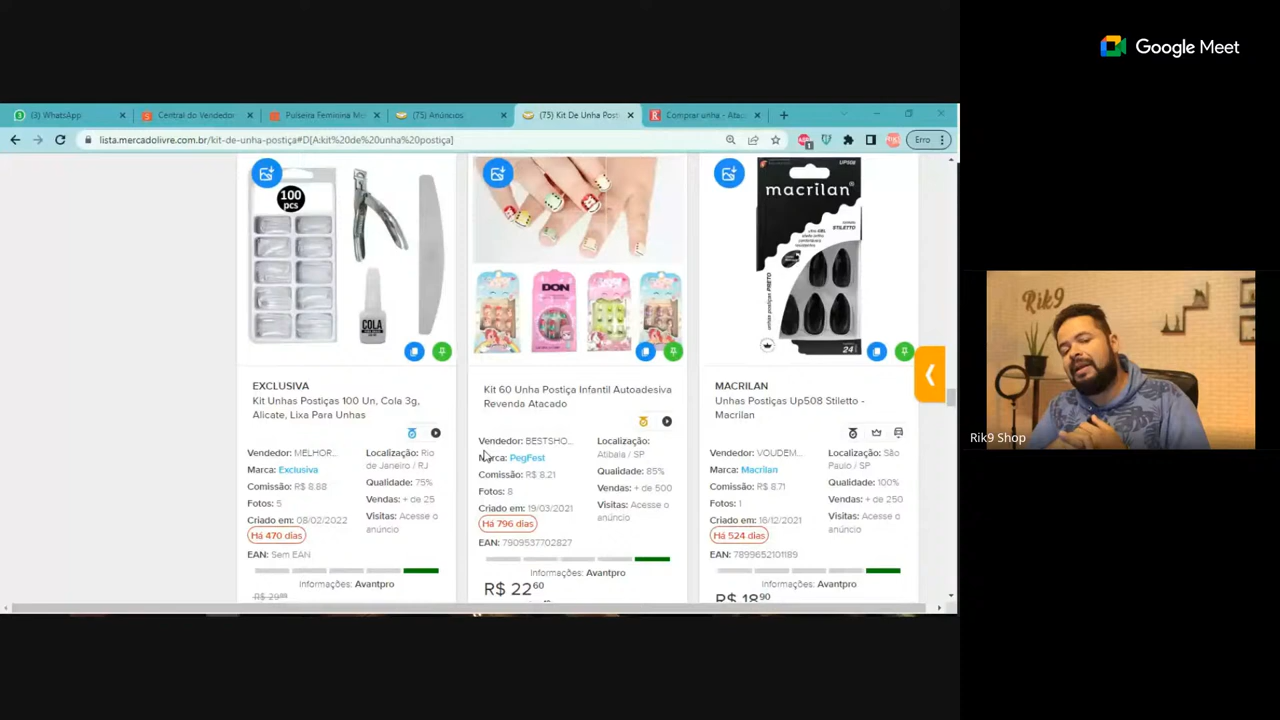 Google Meet
(3) WhatsApp
Central do Vendedor
Pulseira Feminina Me
(75) Anúncios
(75) Kit De Unha Post
Comprar unha - Atac
lista.mercadolivre.com.br/kit-de-unha-postiça#D[A:kit%20de%20unha%20postiça]
Erro
100
pcs
COLA
EXCLUSIVA
Kit Unhas Postiças 100 Un, Cola 3g,
Alicate, Lixa Para Unhas
Vendedor: MELHOR...
Marca: Exclusiva
Comissão: R$ 8.88
Fotos: 5
Criado em: 08/02/2022
Há 470 dias
EAN: Sem EAN
Localização: Rio
de Janeiro / RJ
Qualidade: 75%
Vendas: + de 25
Visitas: Acesse o
anúncio
Informações: Avantpro
R$ 29
DON
Kit 60 Unha Postiça Infantil Autoadesiva
Revenda Atacado
Vendedor: BESTSHO...
Marca: PegFest
Comissão: R$ 8.21
Fotos: 8
Criado em: 19/03/2021
Há 796 dias
EAN: 7909537702827
Localização:
Atibaia / SP
Qualidade: 85%
Vendas: + de 500
Visitas: Acesse o
anúncio
Informações: Avantpro
R$ 22 60
UP508
macrilan
STILETTO
24
MACRILAN
Unhas Postiças Up508 Stiletto -
Macrilan
Vendedor: VOUDEM...
Marca: Macrilan
Comissão: R$ 8.71
Fotos: 1
Criado em: 16/12/2021
Há 524 dias
EAN: 7899652101189
Localização: São
Paulo / SP
Qualidade: 100%
Vendas: + de 250
Visitas: Acesse o
anúncio
Informações: Avantpro
R$ 18 90
Rik9
Rik9 Shop